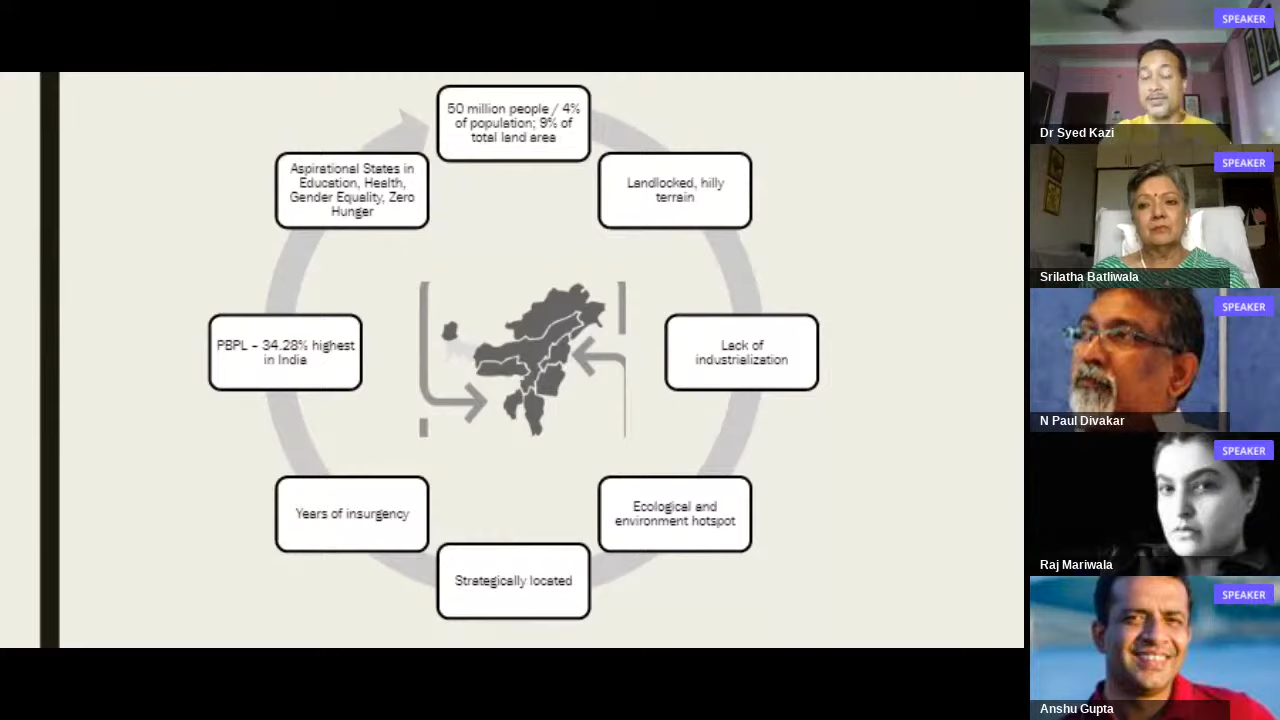 50 million people / 4%
of population; 9% of
total land area
Landlocked, hilly
terrain
Lack of
industrialization
Ecological and
environment hotspot
Strategically located
Years of insurgency
PBPL – 34.28% highest
in India
Aspirational States in
Education, Health,
Gender Equality, Zero
Hunger
SPEAKER
Dr Syed Kazi
SPEAKER
Srilatha Batliwala
SPEAKER
N Paul Divakar
SPEAKER
Raj Mariwala
SPEAKER
Anshu Gupta